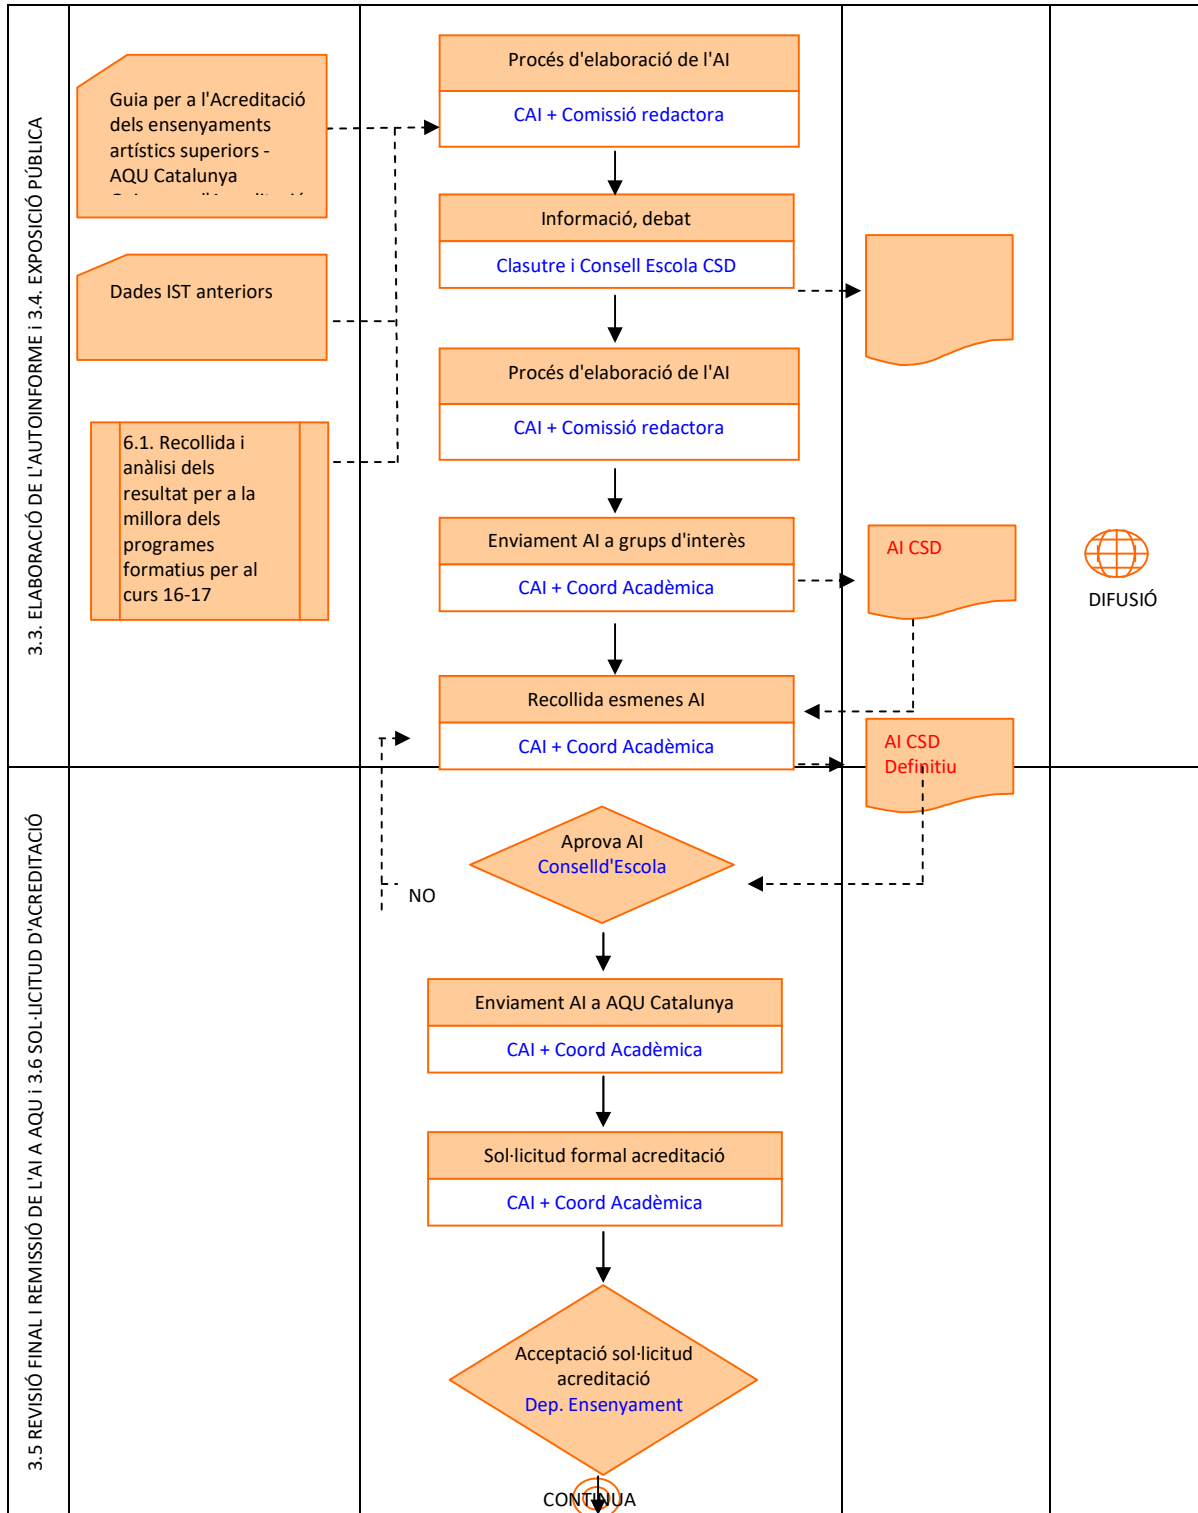 3.3. ELABORACIÓ DE L'AUTOINFORME i 3.4. EXPOSICIÓ PÚBLICA
Guia per a l'Acreditació
dels ensenyaments
artístics superiors -
AQU Catalunya
Dades IST anteriors
6.1. Recollida i
anàlisi dels
resultat per a la
millora dels
programes
formatius per al
curs 16-17
Procés d'elaboració de l'AI
CAI + Comissió redactora
Informació, debat
Clasutre i Consell Escola CSD
Procés d'elaboració de l'AI
CAI + Comissió redactora
Enviament AI a grups d'interès
CAI + Coord Acadèmica
Recollida esmenes AI
CAI + Coord Acadèmica
AI CSD
AI CSD
Definitiu
DIFUSIÓ
3.5 REVISIÓ FINAL I REMISSIÓ DE L'AI A AQU i 3.6 SOL·LICITUD D'ACREDITACIÓ
Aprova AI
Conselld'Escola
NO
Enviament AI a AQU Catalunya
CAI + Coord Acadèmica
Sol·licitud formal acreditació
CAI + Coord Acadèmica
Acceptació sol·licitud
acreditació
Dep. Ensenyament
CONTINUA